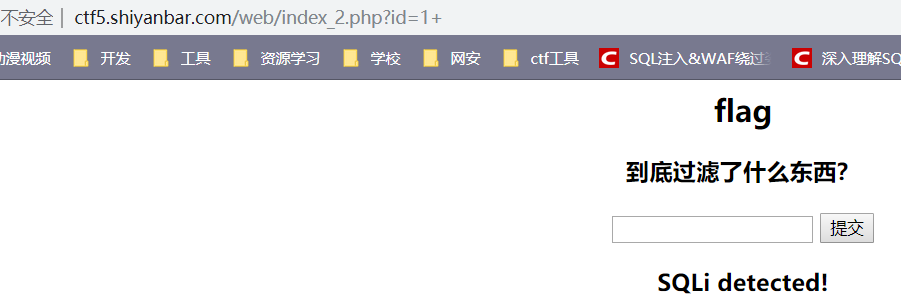 不安全 | ctf5.shiyanbar.com/web/index_2.php?id=1+
动漫视频 开发 工具 资源学习 学校 网安 ctf工具 SQL注入&WAF绕过 深入理解SQ
flag
到底过滤了什么东西?
提交
SQLi detected!